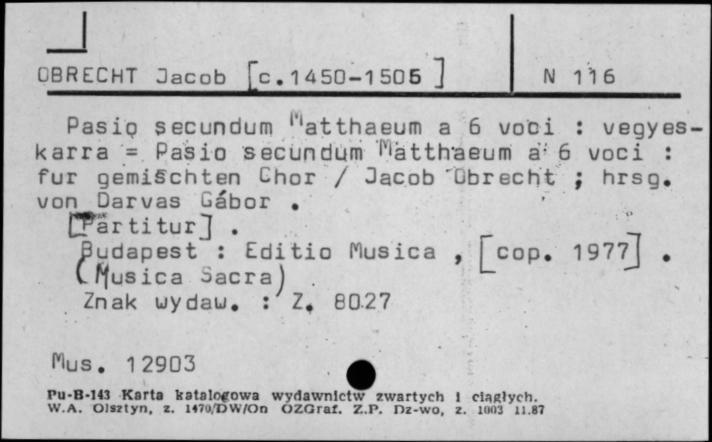 OBRECHT Jacob [c.1450-1505] N 116
Pasio secundum Matthaeum a 6 voci : vegyes-
karra = Pasio secundum Matthaeum a 6 voci :
fur gemischten Chor / Jacob Obrecht ; hrsg.
von Darvas Gábor .
[Partitur] .
Budapest : Editio Musica , [cop. 1977] .
(Musica Sacra)
Znak wydaw. : Z. 8027
Mus. 12903
Pu-B-143 Karta katalogowa wydawnictw zwartych i ciągłych.
W.A. Olsztyn, z. 1470/DW/On OZGraf. Z.P. Dz-wo, z. 1003 11.87